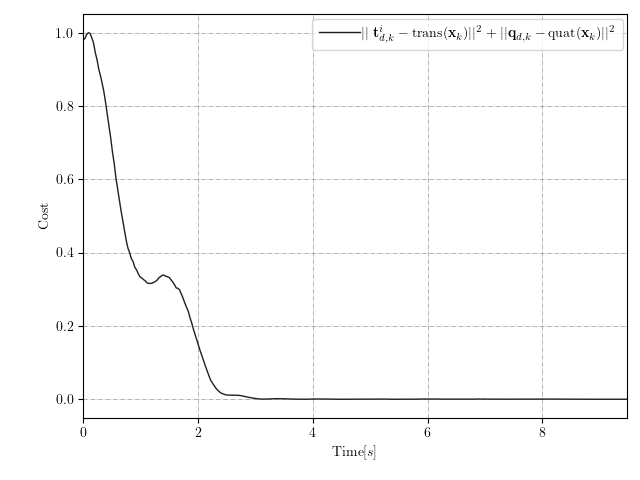 || t^i_{d,k} − trans(x_k)||² + ||q_{d,k} − quat(x_k)||²
1.0
0.8
0.6
0.4
0.2
0.0
Cost
0 2 4 6 8
Time[s]